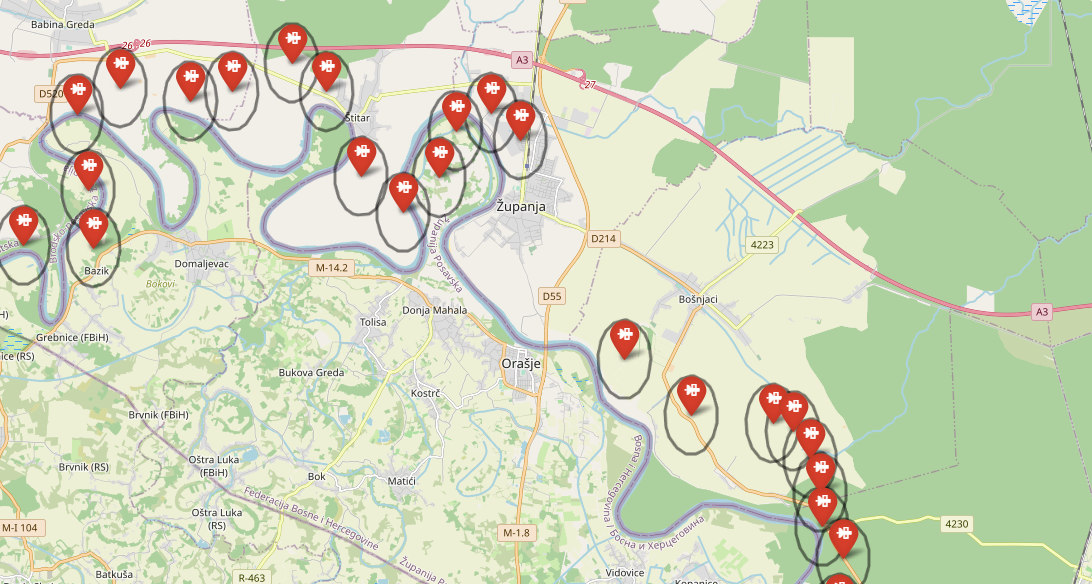 Babina Greda
26
26
A3
27
D520
Štitar
Županja
D214
4223
Bazik
Domaljevac
Bokovi
M-14.2
Županija Posavska
D55
Bošnjaci
A3
Grebnice (FBiH)
Donja Mahala
Tolisa
Orašje
Bukova Greda
Kostrč
Brvnik (FBiH)
Brvnik (RS)
Oštra Luka
(FBiH)
Bok
Matići
Bosna i Hercegovina / Босна и Херцеговина
Federacija Bosne i Hercegovine
Oštra Luka
(RS)
M-I 104
M-1.8
4230
Batkuša
R-463
Županija P
Vidovice
Kopanice